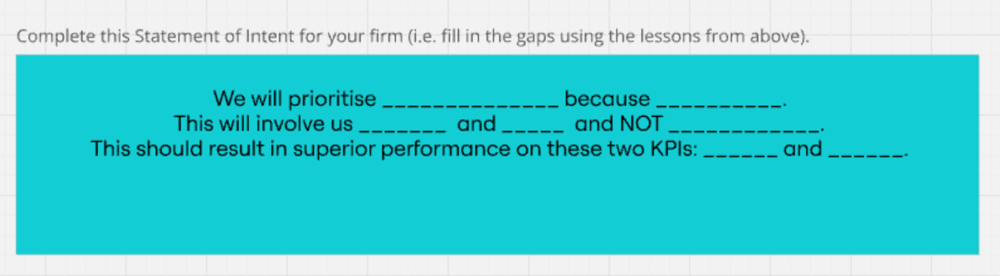 Complete this Statement of Intent for your firm (i.e. fill in the gaps using the lessons from above).
We will prioritise ______________ because __________.
This will involve us _______ and _____ and NOT ____________.
This should result in superior performance on these two KPIs: ______ and ______.